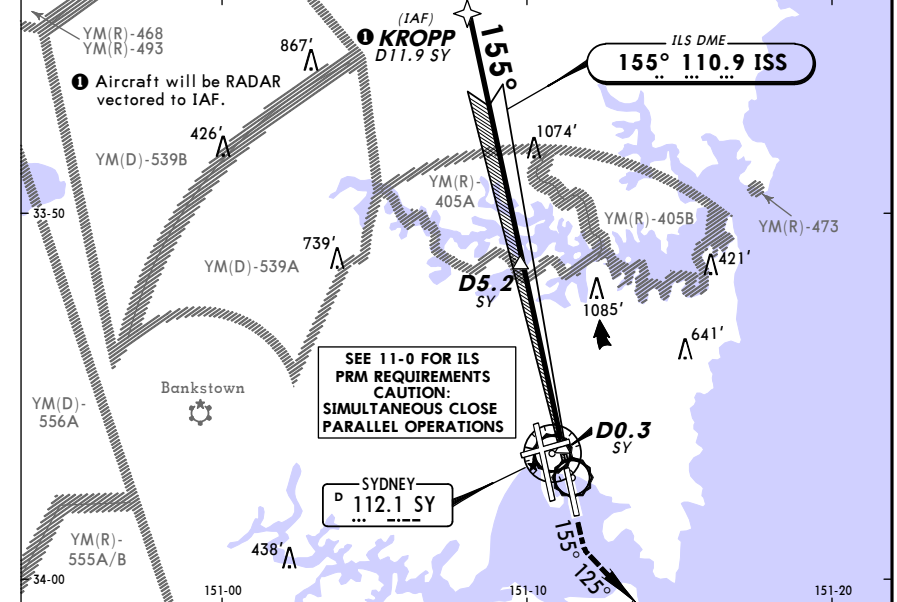 YM(R)-468
YM(R)-493
867'
(IAF)
1 KROPP
D11.9 SY
155°
ILS DME
155° 110.9 ISS
1 Aircraft will be RADAR
vectored to IAF.
426'
1074'
YM(D)-539B
YM(R)-
405A
33-50
YM(R)-405B
YM(R)-473
739'
YM(D)-539A
421'
D5.2
SY
1085'
641'
SEE 11-0 FOR ILS
PRM REQUIREMENTS
CAUTION:
SIMULTANEOUS CLOSE
PARALLEL OPERATIONS
Bankstown
YM(D)-
556A
D0.3
SY
SYDNEY
D 112.1 SY
155°
125°
YM(R)-
555A/B
438'
34-00
151-00
151-10
151-20